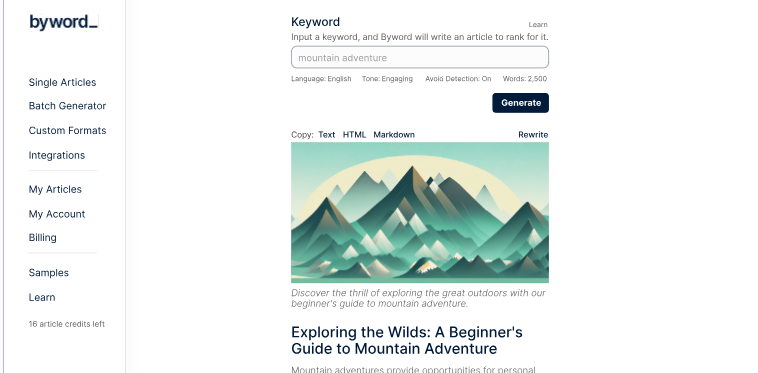 byword_
Single Articles
Batch Generator
Custom Formats
Integrations
My Articles
My Account
Billing
Samples
Learn
16 article credits left
Keyword
Learn
Input a keyword, and Byword will write an article to rank for it.
mountain adventure
Language: English Tone: Engaging Avoid Detection: On Words: 2,500
Generate
Copy: Text HTML Markdown Rewrite
Discover the thrill of exploring the great outdoors with our
beginner's guide to mountain adventure.
Exploring the Wilds: A Beginner's
Guide to Mountain Adventure
Mountain adventures provide opportunities for personal